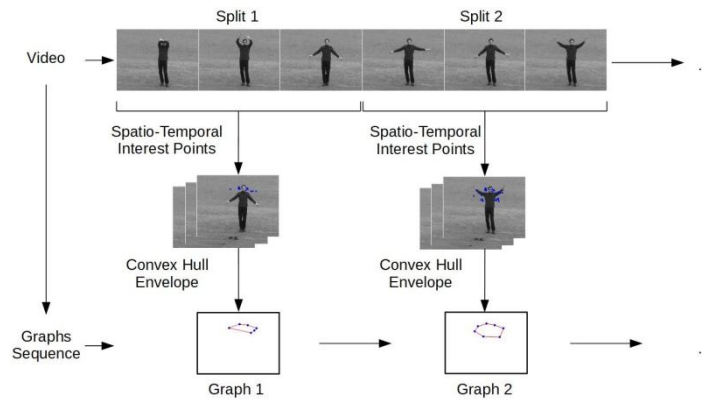 Split 1
Split 2
Video
Spatio-Temporal
Interest Points
Spatio-Temporal
Interest Points
Convex Hull
Envelope
Convex Hull
Envelope
Graphs
Sequence
Graph 1
Graph 2